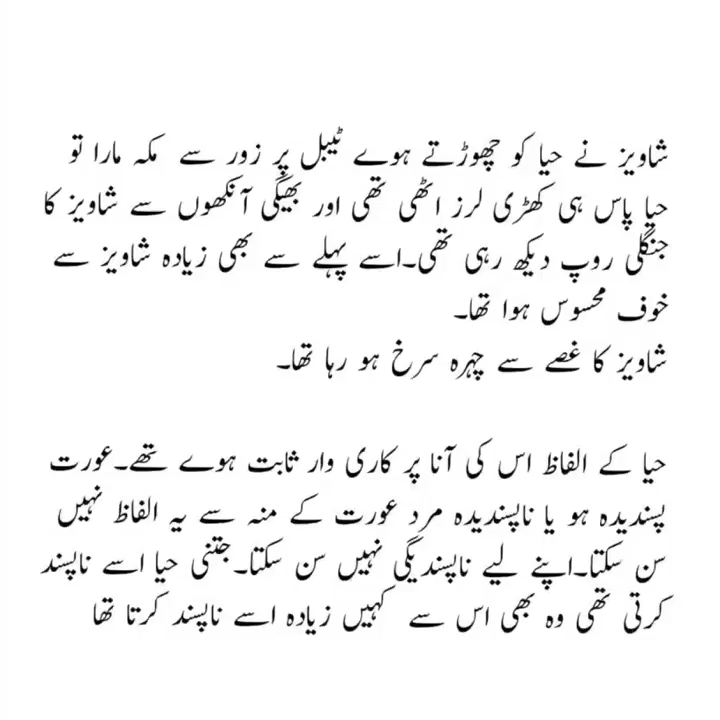 شاویز نے حیا کو چھوڑتے ہوے ٹیبل پر زور سے مکہ مارا تو
حیا پاس ہی کھڑی لرز اٹھی تھی اور بھیگی آنکھوں سے شاویز کا
جنگلی روپ دیکھ رہی تھی۔اسے پہلے سے بھی زیادہ شاویز سے
خوف محسوس ہوا تھا۔
شاویز کا غصے سے چہرہ سرخ ہو رہا تھا۔
حیا کے الفاظ اس کی آنا پر کاری وار ثابت ہوے تھے۔عورت
پسندیدہ ہو یا ناپسندیدہ مرد عورت کے منہ سے یہ الفاظ نہیں
سن سکتا۔اپنے لیے ناپسندیگی نہیں سن سکتا۔جتنی حیا اسے ناپسند
کرتی تھی وہ بھی اس سے کہیں زیادہ اسے ناپسند کرتا تھا